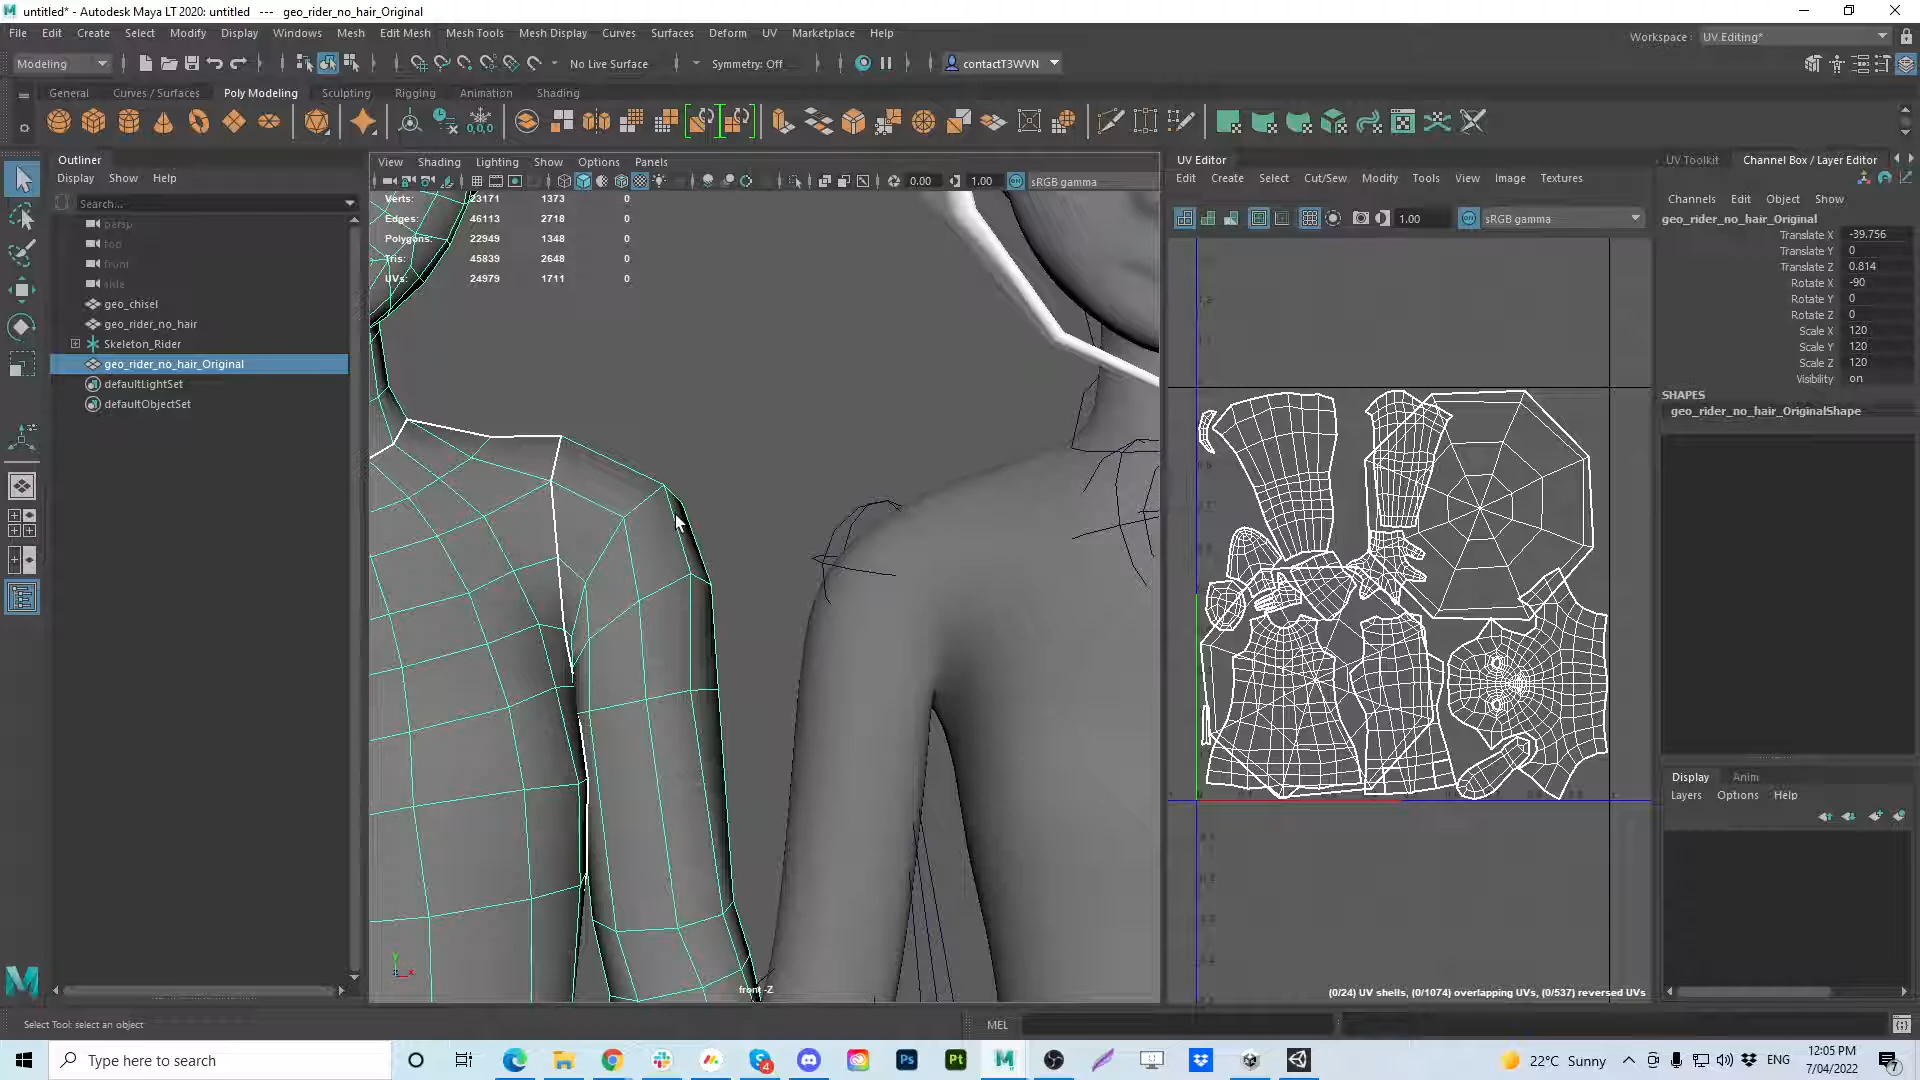 untitled* - Autodesk Maya LT 2020: untitled   ---   geo_rider_no_hair_Original
File Edit Create Select Modify Display Windows Mesh Edit Mesh Mesh Tools Mesh Display Curves Surfaces Deform UV Marketplace Help
Workspace: UV Editing*
Modeling No Live Surface Symmetry: Off contactT3WVN
General Curves / Surfaces Poly Modeling Sculpting Rigging Animation Shading
0,0,0
Outliner
Display Show Help
Search...
persp
top
front
side
geo_chisel
geo_rider_no_hair
Skeleton_Rider
geo_rider_no_hair_Original
defaultLightSet
defaultObjectSet
View Shading Lighting Show Options Panels
0.00 1.00 sRGB gamma
Verts: 23171 1373 0
Edges: 46113 2718 0
Polygons: 22949 1348 0
Tris: 45839 2648 0
UVs: 24979 1711 0
front -Z
UV Editor
Edit Create Select Cut/Sew Modify Tools View Image Textures
1.00 sRGB gamma
(0/24) UV shells, (0/1074) overlapping UVs, (0/537) reversed UVs
UV Toolkit Channel Box / Layer Editor
Channels Edit Object Show
geo_rider_no_hair_Original
Translate X -39.756
Translate Y 0
Translate Z 0.814
Rotate X -90
Rotate Y 0
Rotate Z 0
Scale X 120
Scale Y 120
Scale Z 120
Visibility on
SHAPES
geo_rider_no_hair_OriginalShape
Display Anim
Layers Options Help
Select Tool: select an object
MEL
Type here to search
22°C Sunny
ENG
12:05 PM
7/04/2022